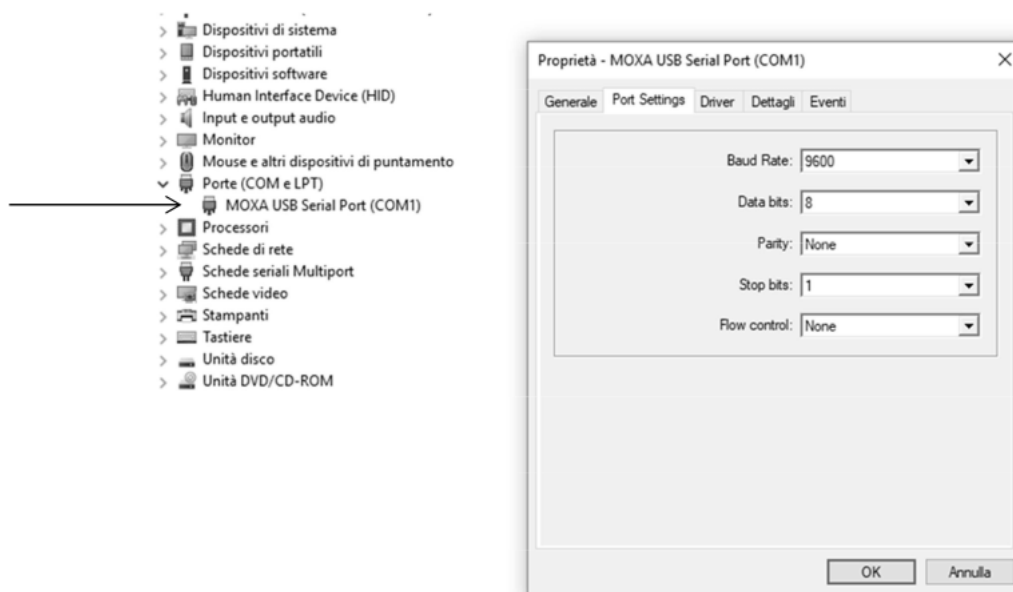 Dispositivi di sistema
Dispositivi portatili
Dispositivi software
Human Interface Device (HID)
Input e output audio
Monitor
Mouse e altri dispositivi di puntamento
Porte (COM e LPT)
MOXA USB Serial Port (COM1)
Processori
Schede di rete
Schede seriali Multiport
Schede video
Stampanti
Tastiere
Unità disco
Unità DVD/CD-ROM
Proprietà - MOXA USB Serial Port (COM1)
Generale Port Settings Driver Dettagli Eventi
Baud Rate: 9600
Data bits: 8
Parity: None
Stop bits: 1
Flow control: None
OK Annulla